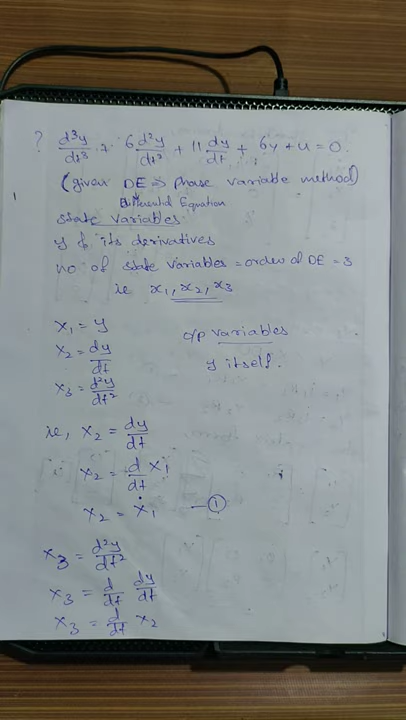 ? d³y/dt³ + 6 d²y/dt² + 11 dy/dt + 6y + u = 0.
(given DE ⇒ Phase variable method)
Differential Equation
State Variables
y & its derivatives
no of state variables = order of DE = 3
ie x₁, x₂, x₃
x₁ = y
o/p variables
x₂ = dy/dt
y itself.
x₃ = d²y/dt²
ie, x₂ = dy/dt
x₂ = d/dt x₁
x₂ = ẋ₁ — ①
x₃ = d²y/dt²
x₃ = d/dt dy/dt
x₃ = d/dt x₂